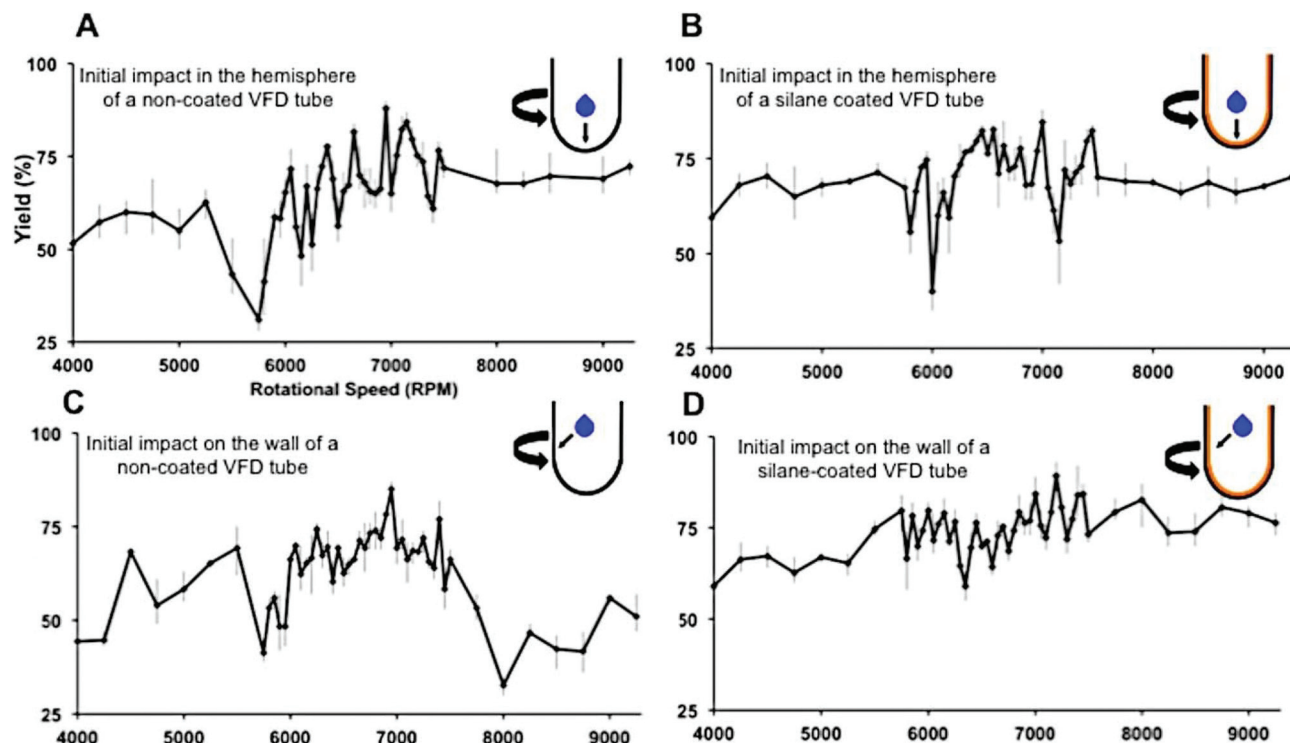 A
Initial impact in the hemisphere
of a non-coated VFD tube
Yield (%)
100
75
50
25
4000 5000 6000 7000 8000 9000
Rotational Speed (RPM)
B
Initial impact in the hemisphere
of a silane coated VFD tube
100
75
50
25
4000 5000 6000 7000 8000 9000
C
Initial impact on the wall of a
non-coated VFD tube
100
75
50
25
4000 5000 6000 7000 8000 9000
D
Initial impact on the wall of a
silane-coated VFD tube
100
75
50
25
4000 5000 6000 7000 8000 9000